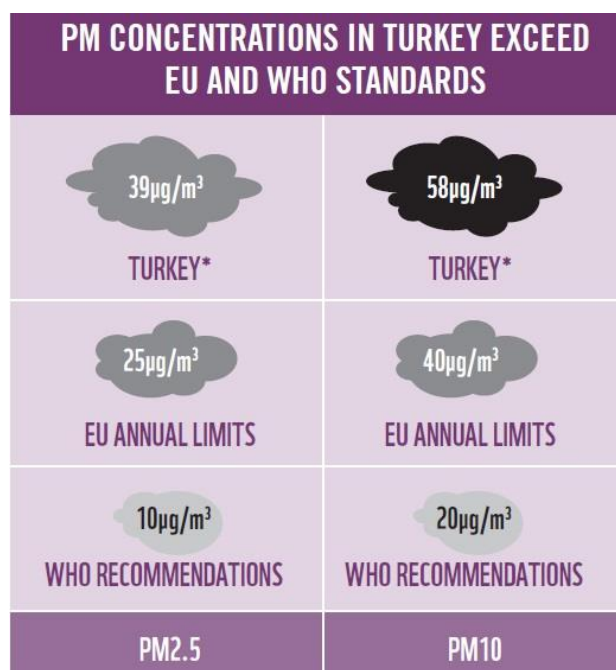 PM CONCENTRATIONS IN TURKEY EXCEED
EU AND WHO STANDARDS
39µg/m³
58µg/m³
TURKEY*
TURKEY*
25µg/m³
40µg/m³
EU ANNUAL LIMITS
EU ANNUAL LIMITS
10µg/m³
20µg/m³
WHO RECOMMENDATIONS
WHO RECOMMENDATIONS
PM2.5
PM10